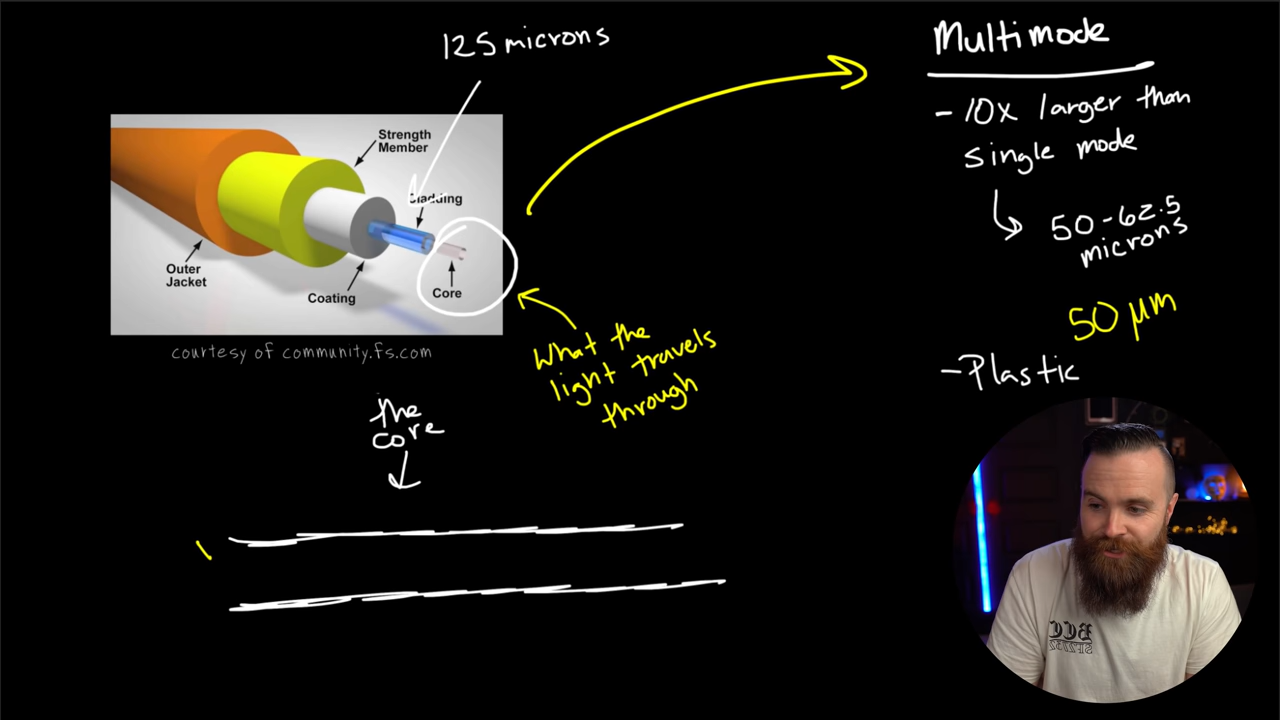 125 microns
Strength
Member
Cladding
Outer
Jacket
Coating
Core
courtesy of community.fs.com
What the
light travels
through
the
core
Multimode
- 10x larger than
single mode
50-62.5
microns
50 µm
- Plastic
BCC